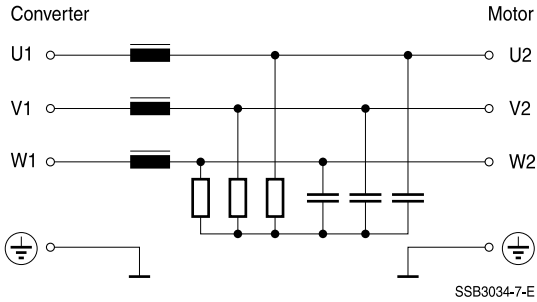 Converter Motor
U1 U2
V1 V2
W1 W2
SSB3034-7-E